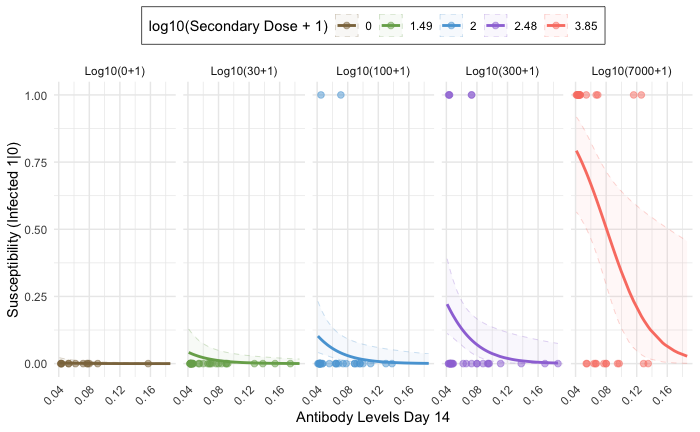 log10(Secondary Dose + 1) 0 1.49 2 2.48 3.85
Log10(0+1) Log10(30+1) Log10(100+1) Log10(300+1) Log10(7000+1)
1.00
0.75
0.50
0.25
0.00
Susceptibility (Infected 1|0)
0.04 0.08 0.12 0.16 0.04 0.08 0.12 0.16 0.04 0.08 0.12 0.16 0.04 0.08 0.12 0.16 0.04 0.08 0.12 0.16
Antibody Levels Day 14